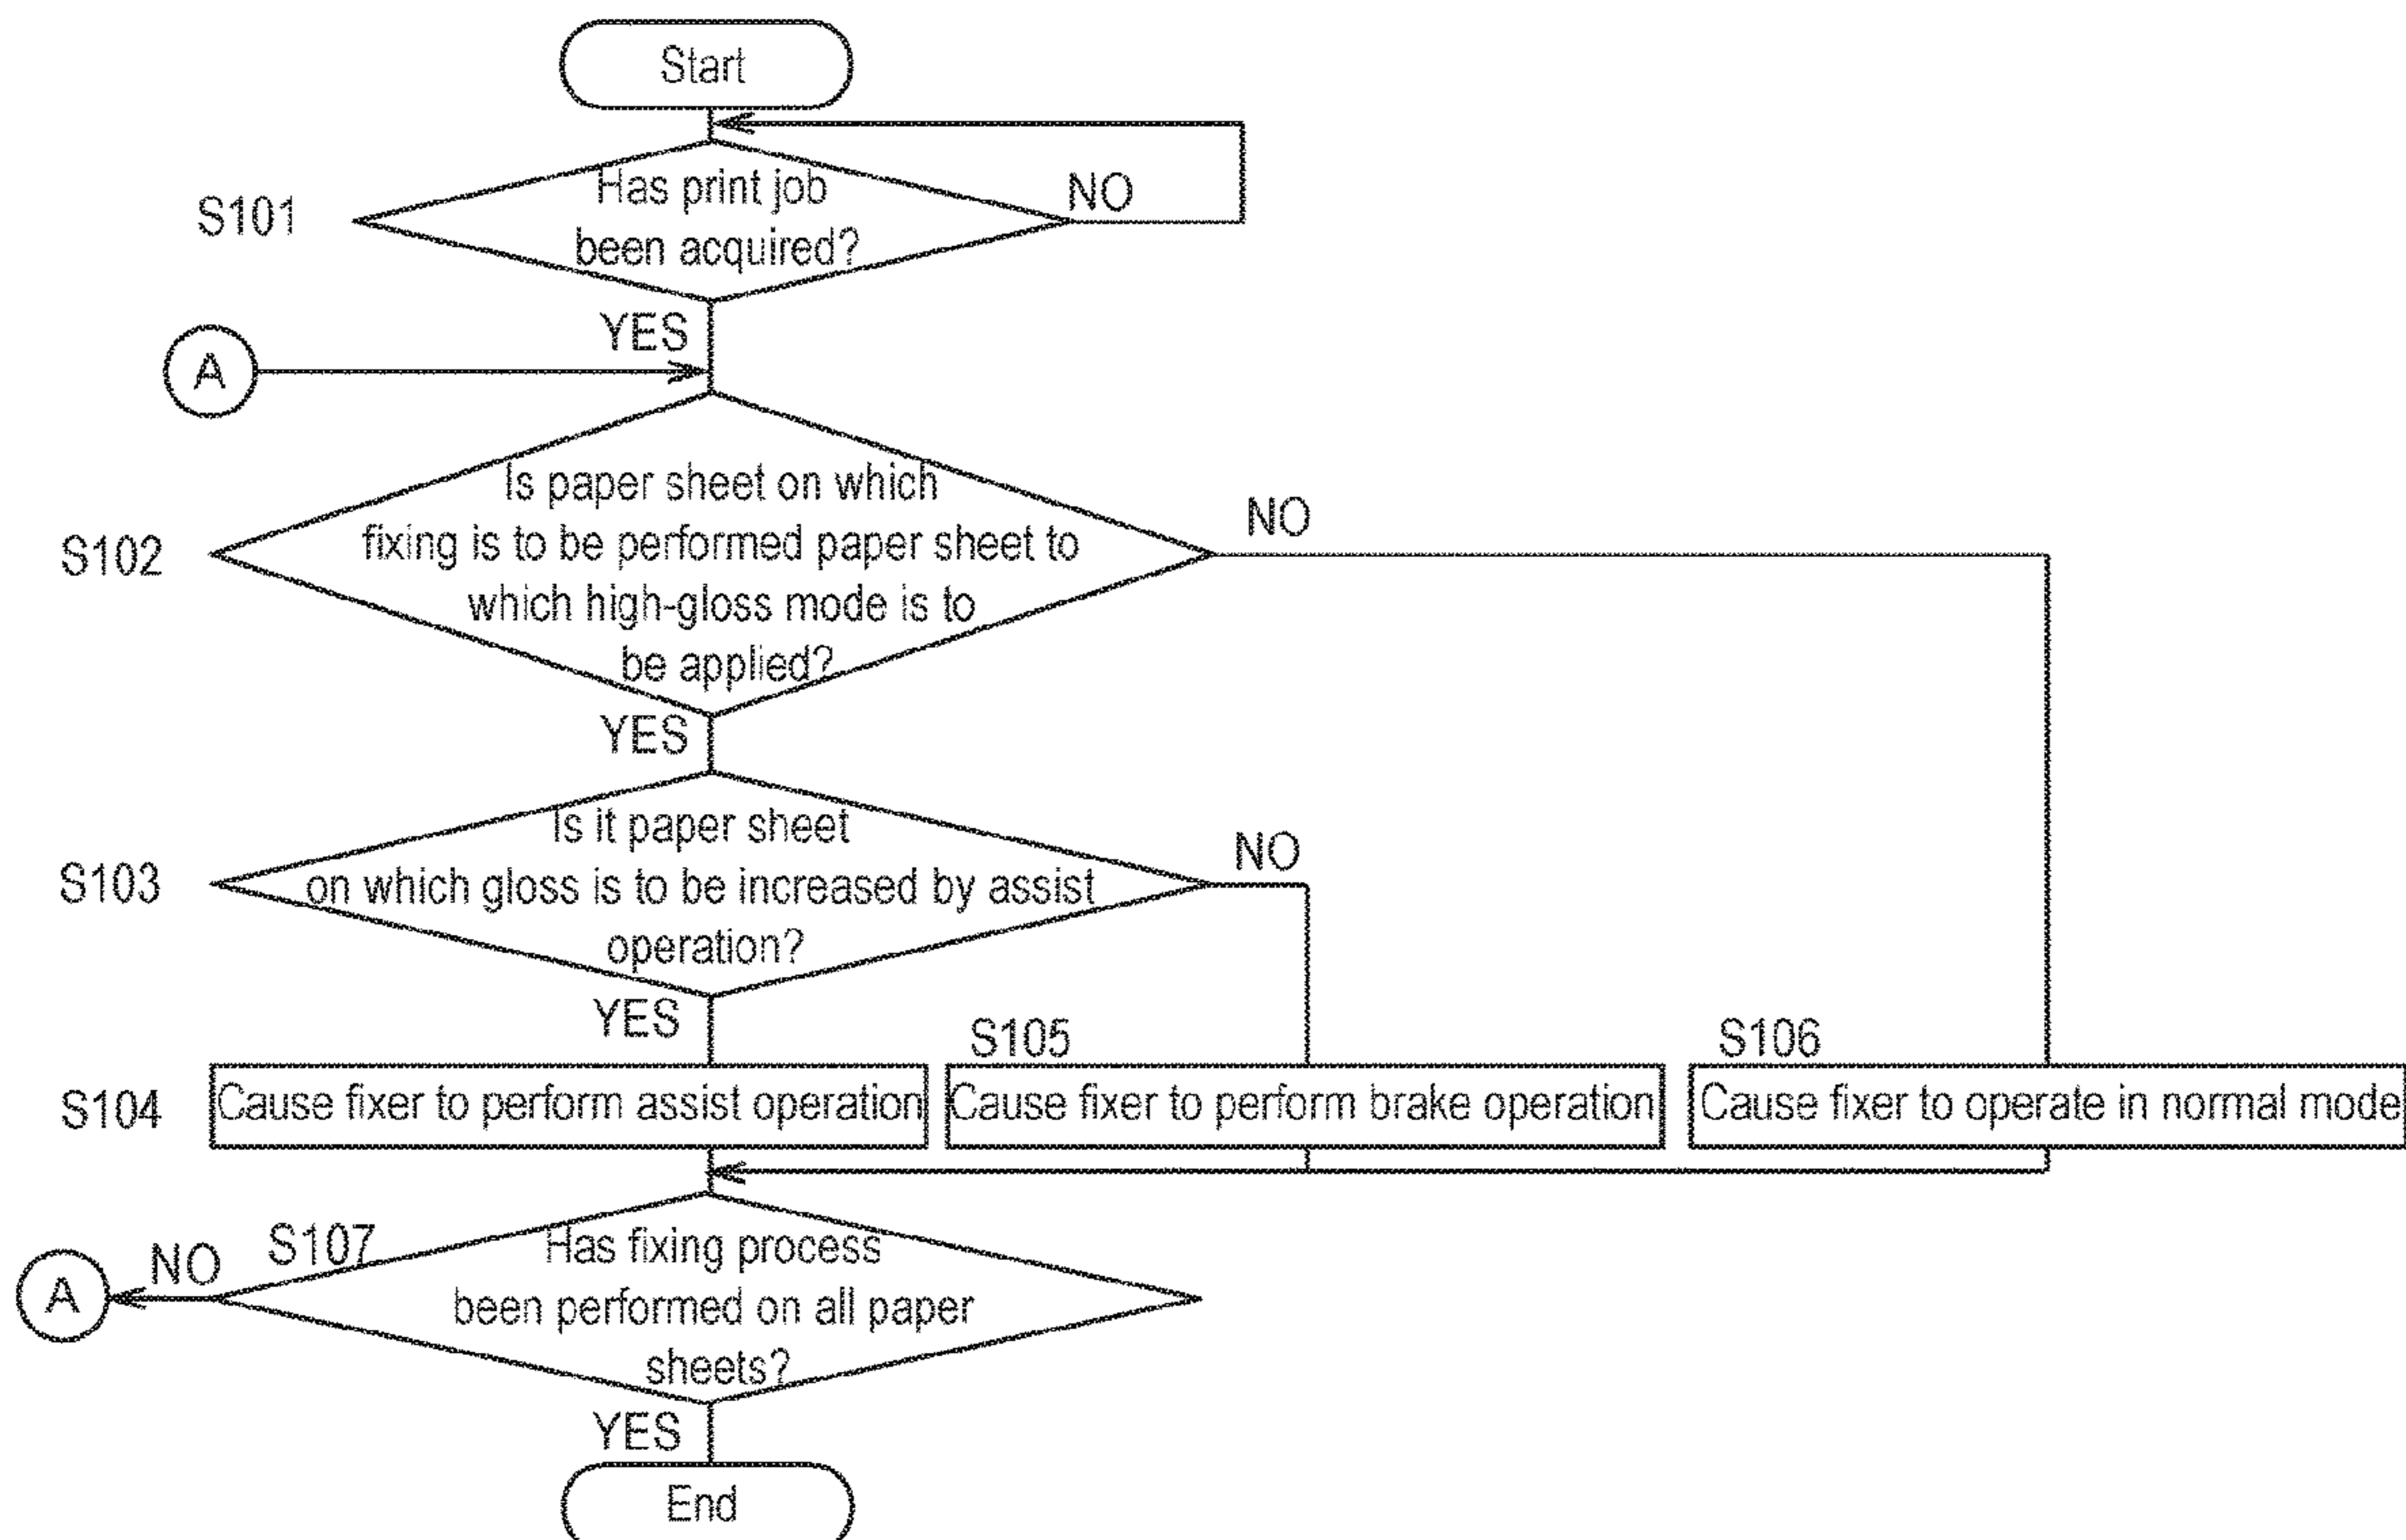 Start
S101
Has print job
been acquired?
NO
YES
A
S102
Is paper sheet on which
fixing is to be performed paper sheet to
which high-gloss mode is to
be applied?
NO
YES
S103
Is it paper sheet
on which gloss is to be increased by assist
operation?
NO
YES
S104
Cause fixer to perform assist operation
S105
Cause fixer to perform brake operation
S106
Cause fixer to operate in normal mode
S107
Has fixing process
been performed on all paper
sheets?
NO
A
YES
End